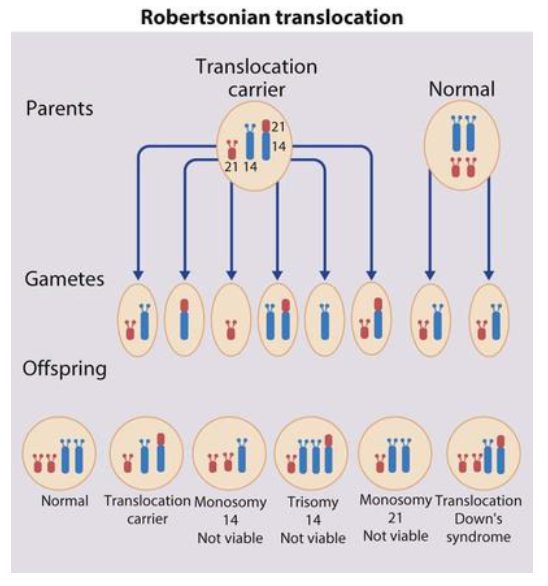 Robertsonian translocation
Translocation
carrier
Normal
Parents
21
14
21 14
Gametes
Offspring
Normal
Translocation
carrier
Monosomy
14
Not viable
Trisomy
14
Not viable
Monosomy
21
Not viable
Translocation
Down's
syndrome